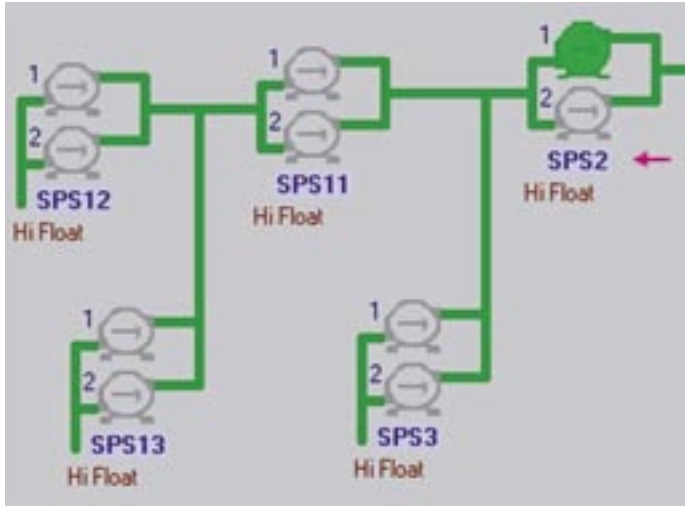 1
2
SPS12
Hi Float
1
2
SPS11
Hi Float
1
2
SPS2
Hi Float
1
2
SPS13
Hi Float
1
2
SPS3
Hi Float